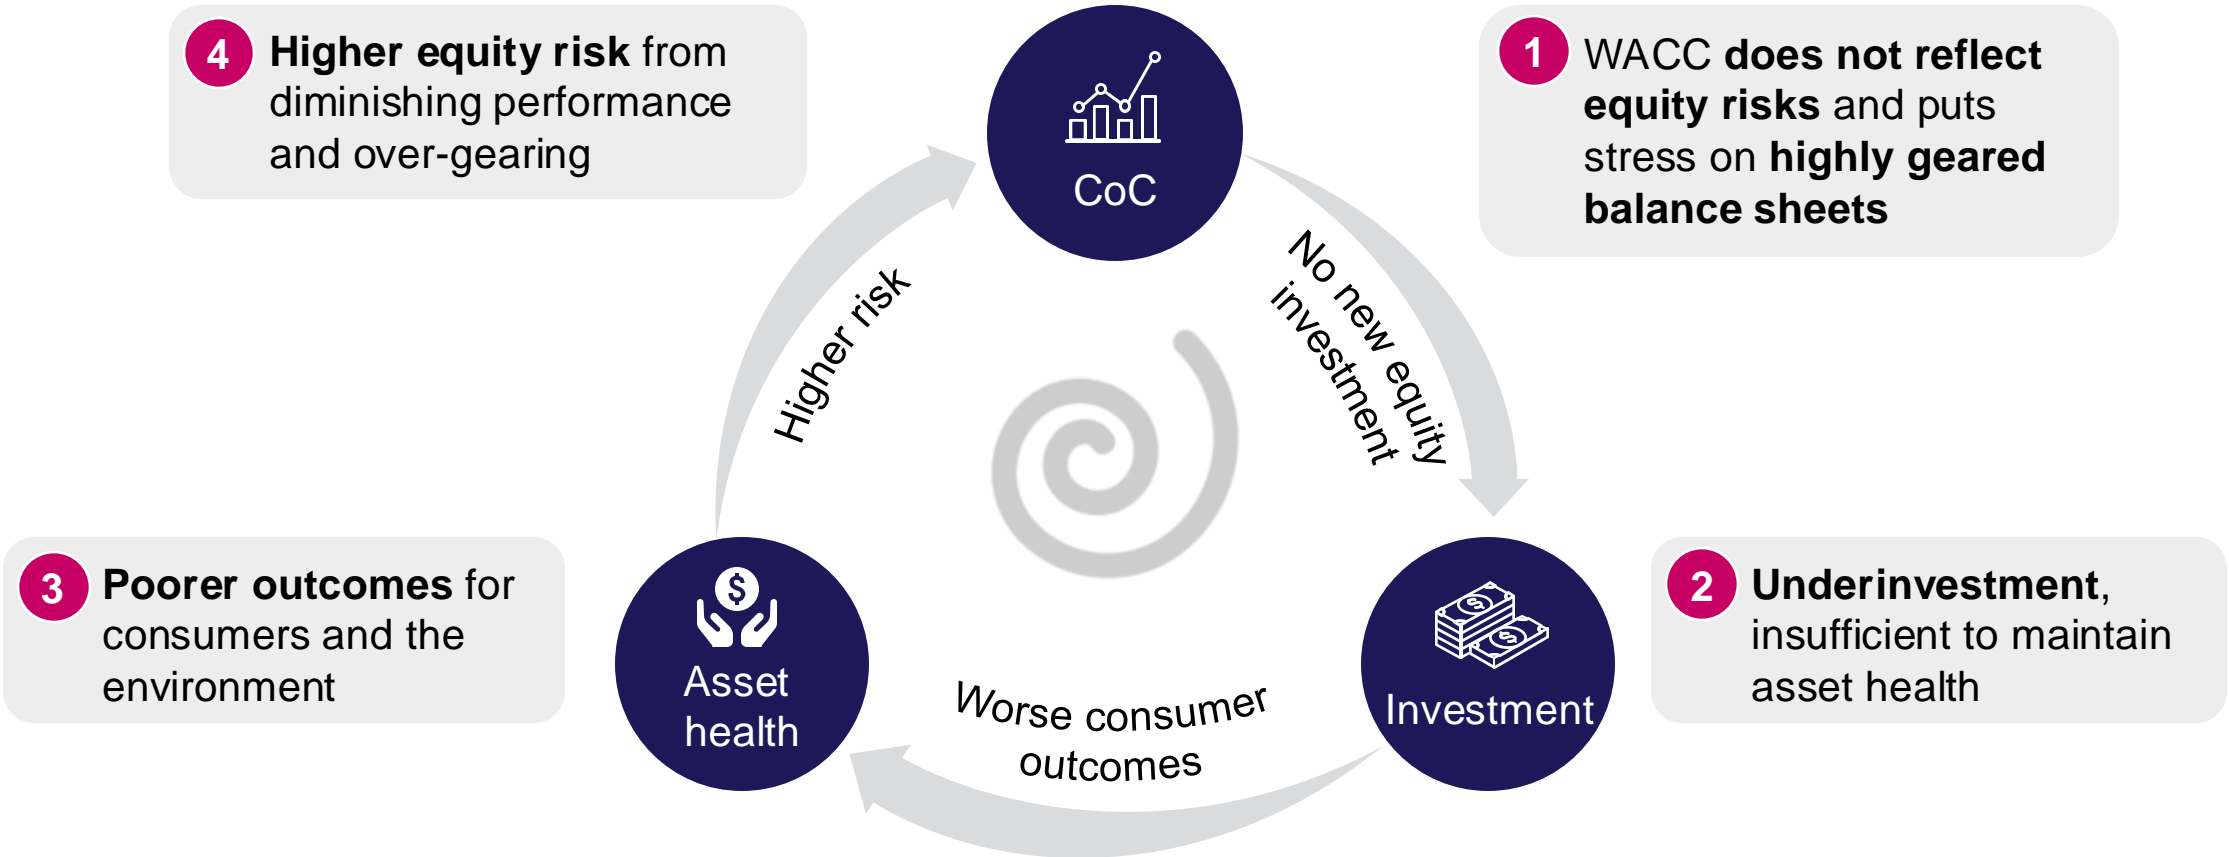 4
Higher equity risk from
diminishing performance
and over-gearing
CoC
1
WACC does not reflect
equity risks and puts
stress on highly geared
balance sheets
Higher risk
No new equity
investment
3
Poorer outcomes for
consumers and the
environment
$
Asset
health
Worse consumer
outcomes
$
$
Investment
2
Underinvestment,
insufficient to maintain
asset health